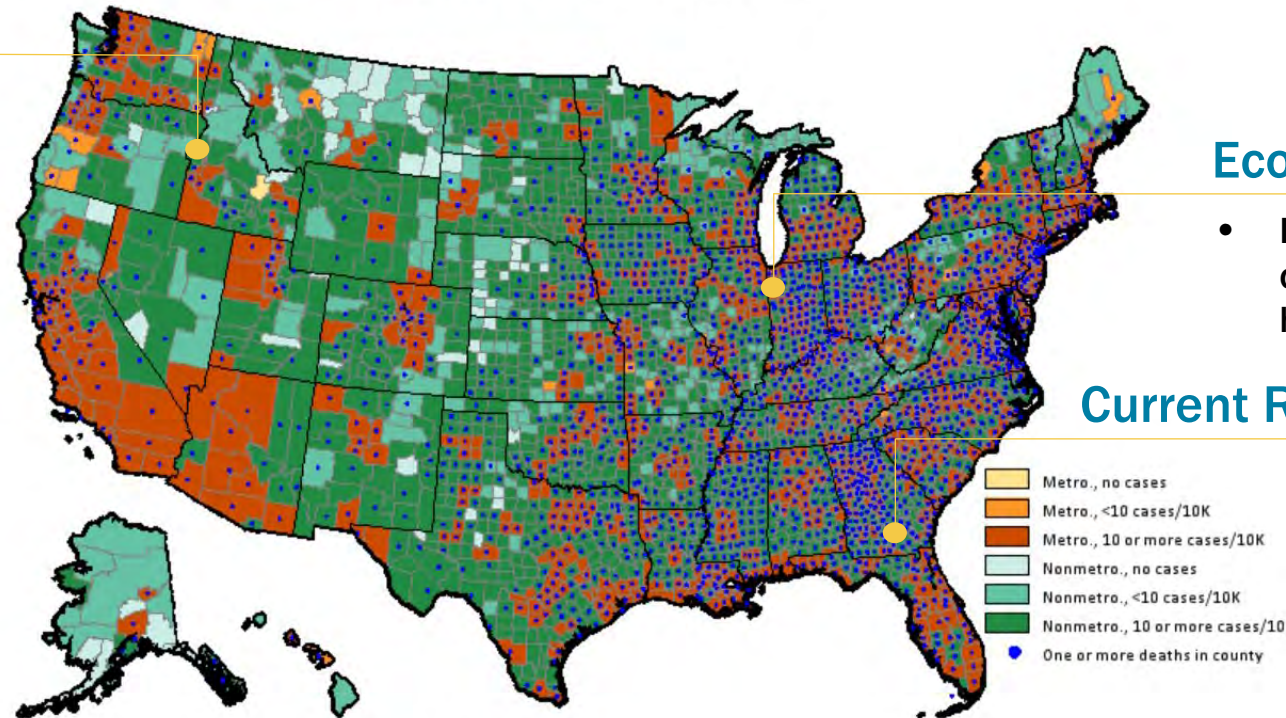 Eco
•
Current R
Metro., no cases
Metro., <10 cases/10K
Metro., 10 or more cases/10K
Nonmetro., no cases
Nonmetro., <10 cases/10K
Nonmetro., 10 or more cases/10
One or more deaths in county